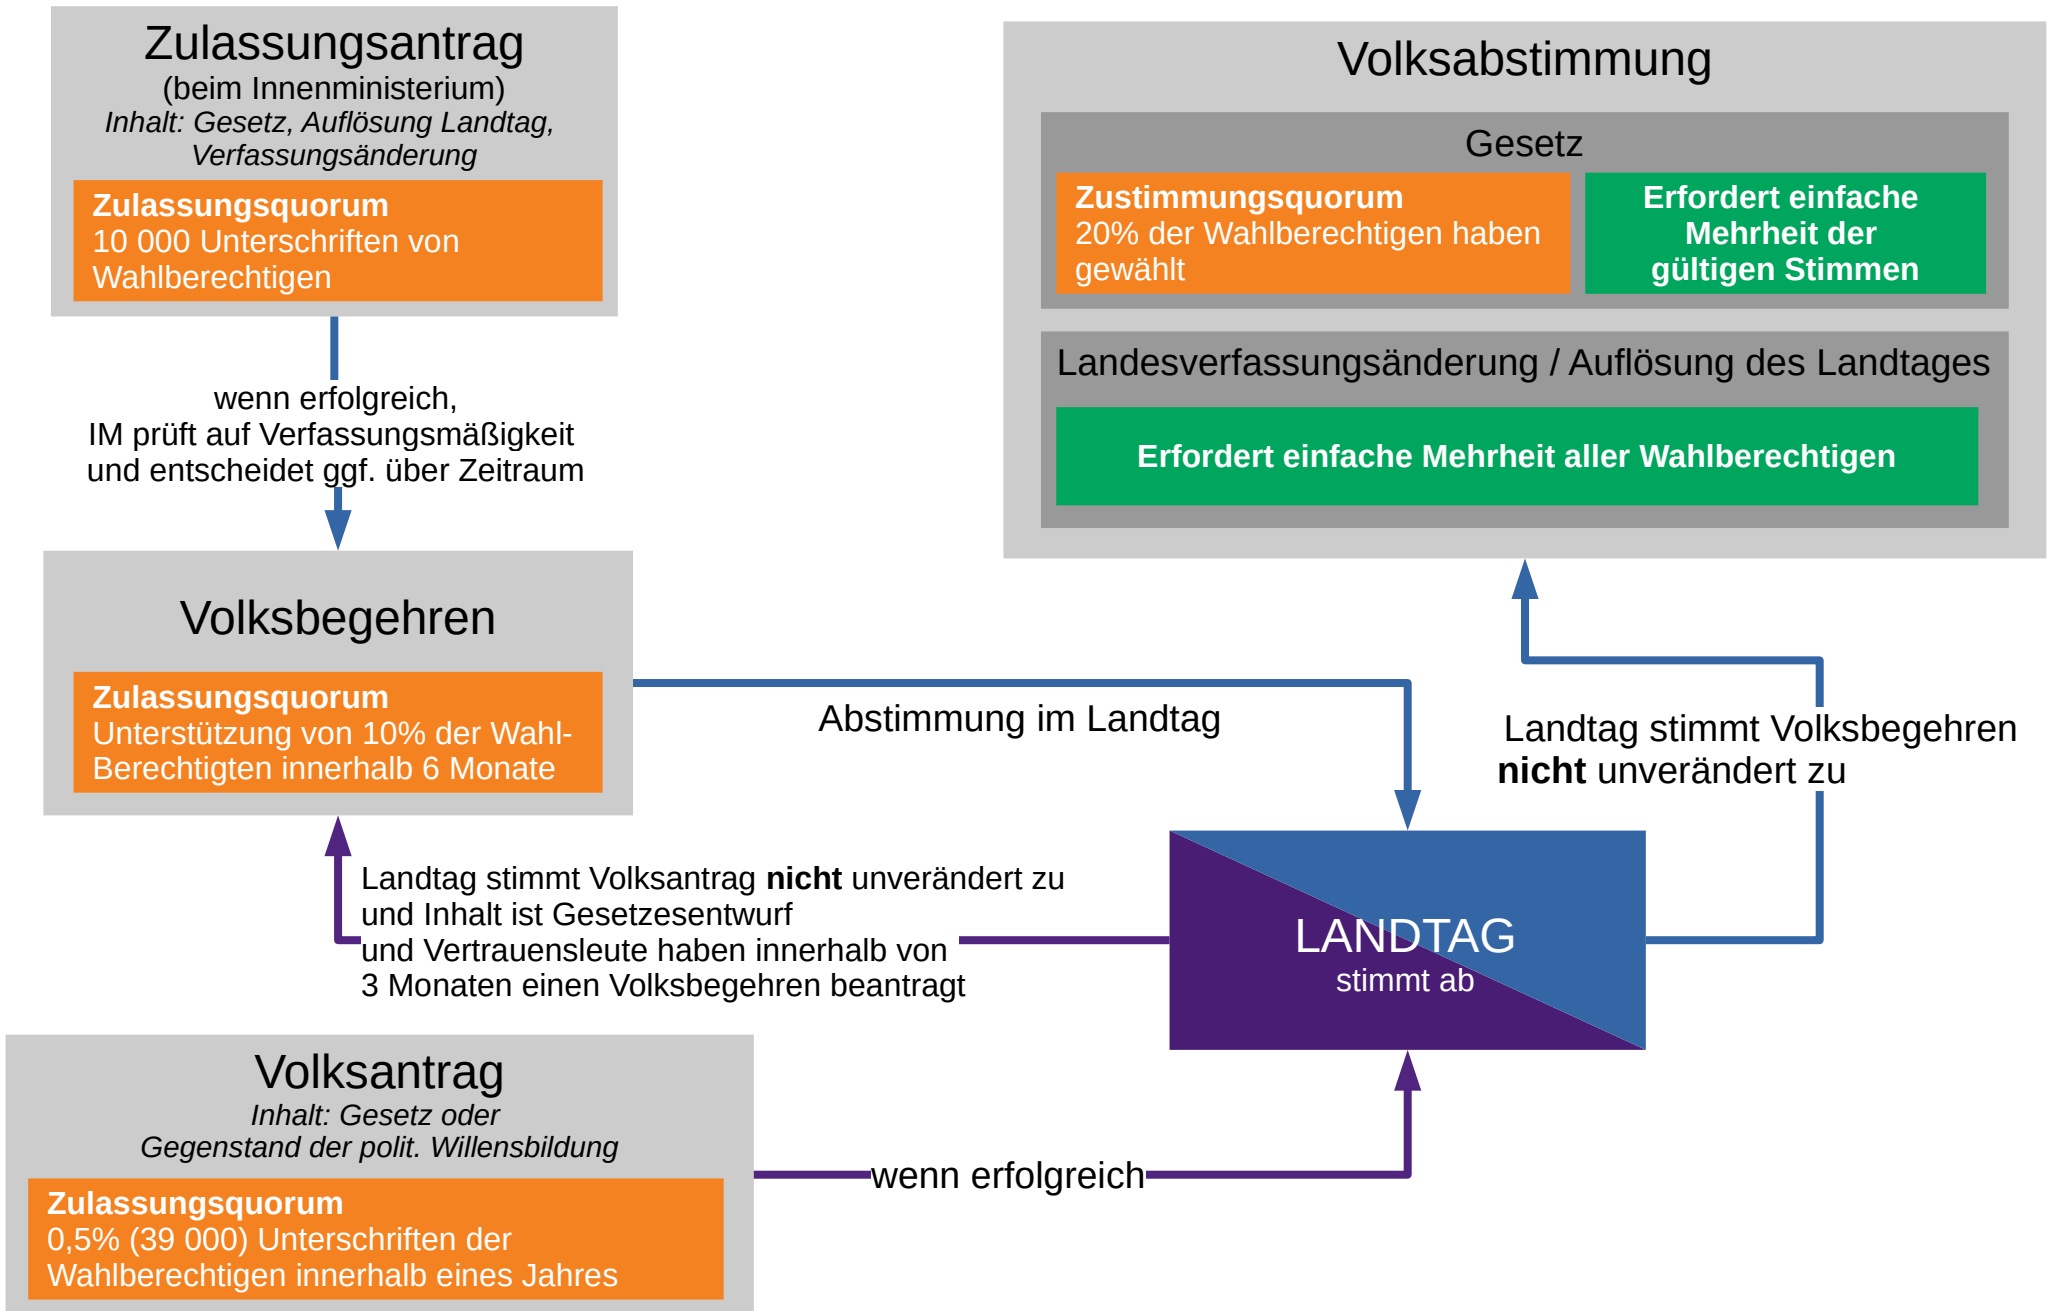 Zulassungsantrag
(beim Innenministerium)
Inhalt: Gesetz, Auflösung Landtag,
Verfassungsänderung
Zulassungsquorum
10 000 Unterschriften von
Wahlberechtigen
wenn erfolgreich,
IM prüft auf Verfassungsmäßigkeit
und entscheidet ggf. über Zeitraum
Volksbegehren
Zulassungsquorum
Unterstützung von 10% der Wahl-
Berechtigten innerhalb 6 Monate
Abstimmung im Landtag
Volksabstimmung
Gesetz
Zustimmungsquorum
20% der Wahlberechtigen haben
gewählt
Erfordert einfache
Mehrheit der
gültigen Stimmen
Landesverfassungsänderung / Auflösung des Landtages
Erfordert einfache Mehrheit aller Wahlberechtigen
Landtag stimmt Volksbegehren
nicht unverändert zu
Landtag stimmt Volksantrag nicht unverändert zu
und Inhalt ist Gesetzesentwurf
und Vertrauensleute haben innerhalb von
3 Monaten einen Volksbegehren beantragt
LANDTAG
stimmt ab
Volksantrag
Inhalt: Gesetz oder
Gegenstand der polit. Willensbildung
Zulassungsquorum
0,5% (39 000) Unterschriften der
Wahlberechtigen innerhalb eines Jahres
wenn erfolgreich